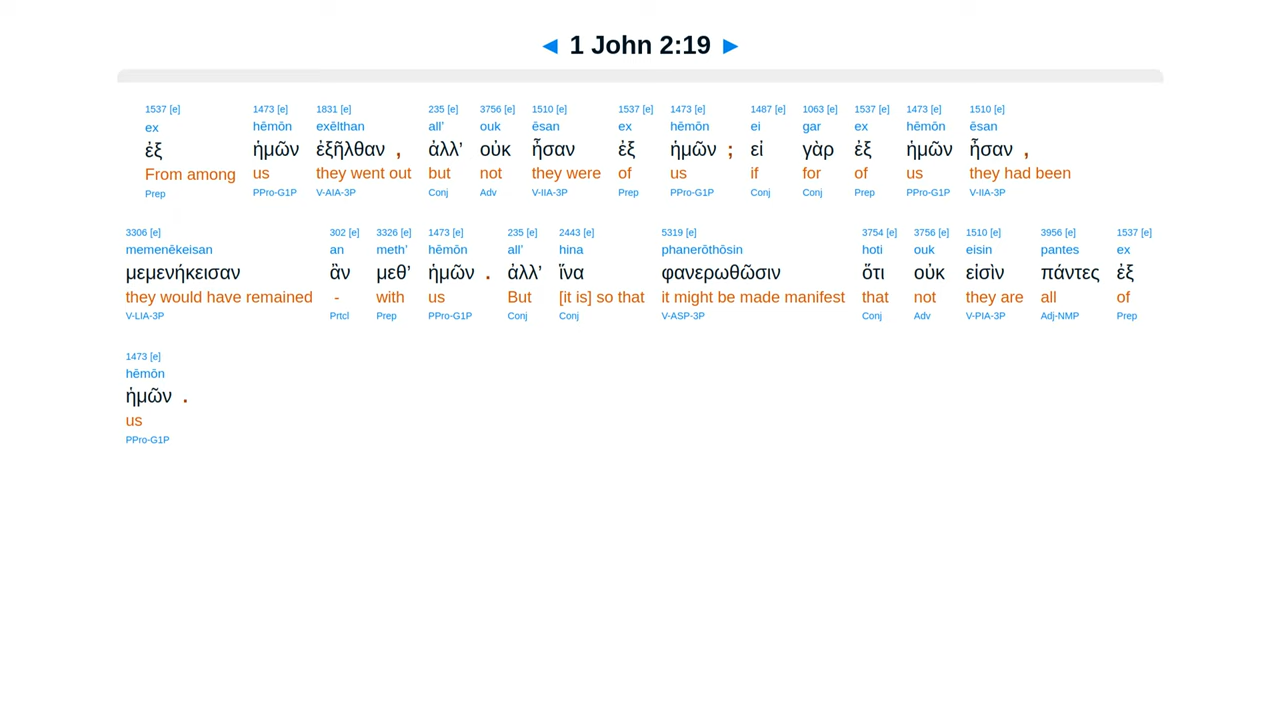 ◄ 1 John 2:19 ►
1537 [e] 1473 [e] 1831 [e] 235 [e] 3756 [e] 1510 [e] 1537 [e] 1473 [e] 1487 [e] 1063 [e] 1537 [e] 1473 [e] 1510 [e]
ex hēmōn exēlthan all’ ouk ēsan ex hēmōn ei gar ex hēmōn ēsan
ἐξ ἡμῶν ἐξῆλθαν , ἀλλ’ οὐκ ἦσαν ἐξ ἡμῶν ; εἰ γὰρ ἐξ ἡμῶν ἦσαν ,
From among us they went out but not they were of us if for of us they had been
Prep PPro-G1P V-AIA-3P Conj Adv V-IIA-3P Prep PPro-G1P Conj Conj Prep PPro-G1P V-IIA-3P
3306 [e] 302 [e] 3326 [e] 1473 [e] 235 [e] 2443 [e] 5319 [e] 3754 [e] 3756 [e] 1510 [e] 3956 [e] 1537 [e]
memenēkeisan an meth’ hēmōn all’ hina phanerōthōsin hoti ouk eisin pantes ex
μεμενήκεισαν ἂν μεθ’ ἡμῶν . ἀλλ’ ἵνα φανερωθῶσιν ὅτι οὐκ εἰσὶν πάντες ἐξ
they would have remained - with us But [it is] so that it might be made manifest that not they are all of
V-LIA-3P Prtcl Prep PPro-G1P Conj Conj V-ASP-3P Conj Adv V-PIA-3P Adj-NMP Prep
1473 [e]
hēmōn
ἡμῶν .
us
PPro-G1P